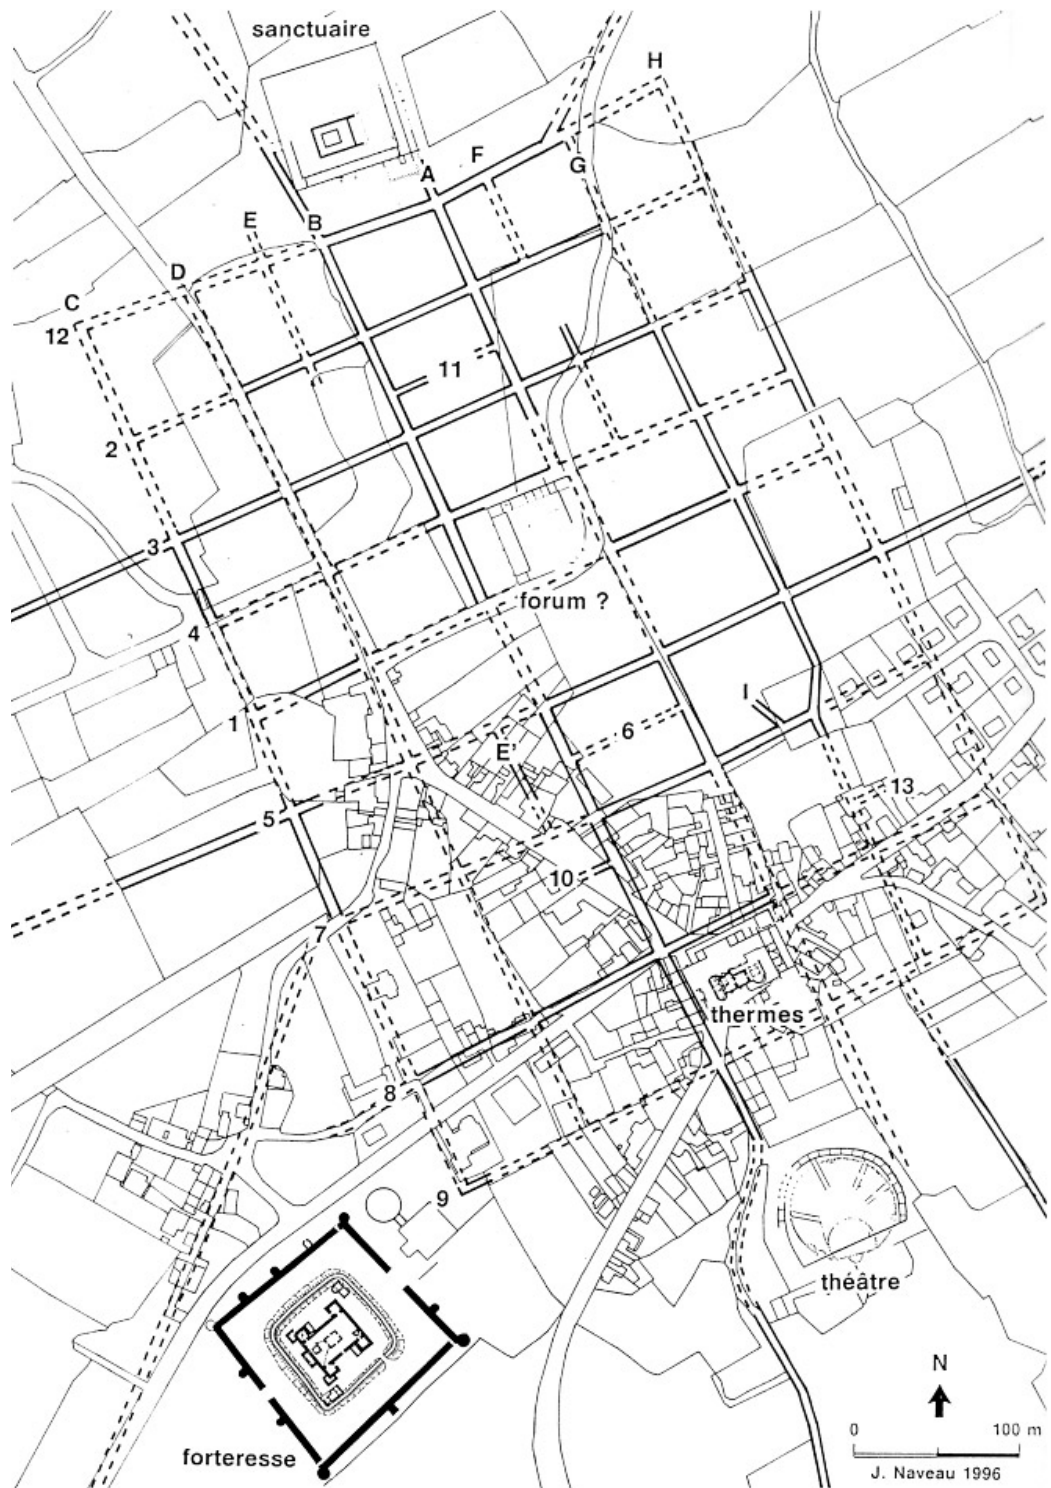 sanctuaire
H
F
A
G
E
B
D
C
12
11
2
3
forum ?
4
I
1
6
E'
13
5
10
7
thermes
8
9
théâtre
N
0 100 m
forteresse
J. Naveau 1996